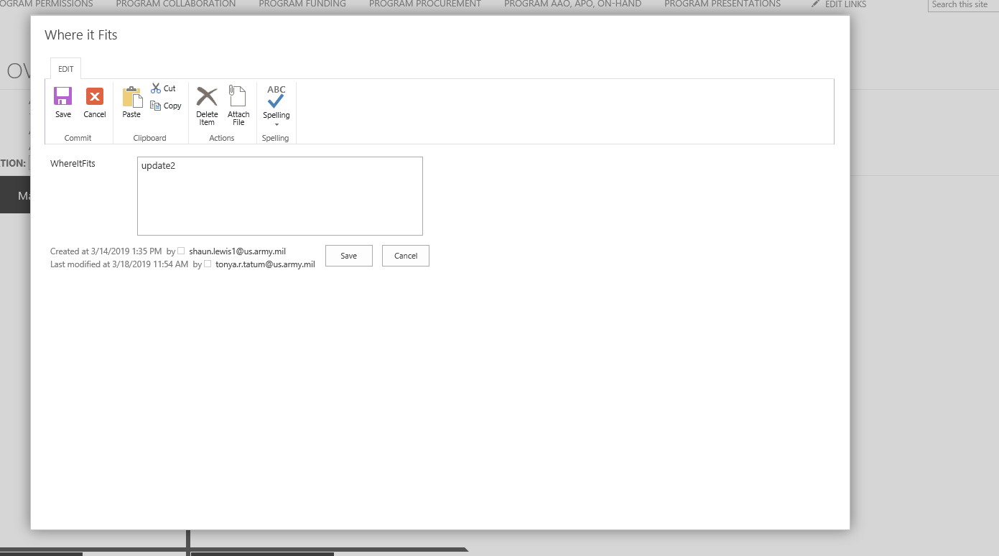 OGRAM PERMISSIONS PROGRAM COLLABORATION PROGRAM FUNDING PROGRAM PROCUREMENT PROGRAM AAO, APO, ON-HAND PROGRAM PRESENTATIONS EDIT LINKS Search this site
Where it Fits
OV
EDIT
Save Cancel Paste Cut Copy Delete Item Attach File ABC Spelling
Commit Clipboard Actions Spelling
TION:
WhereItFits update2
Ma
Created at 3/14/2019 1:35 PM by shaun.lewis1@us.army.mil
Last modified at 3/18/2019 11:54 AM by tonya.r.tatum@us.army.mil
Save Cancel